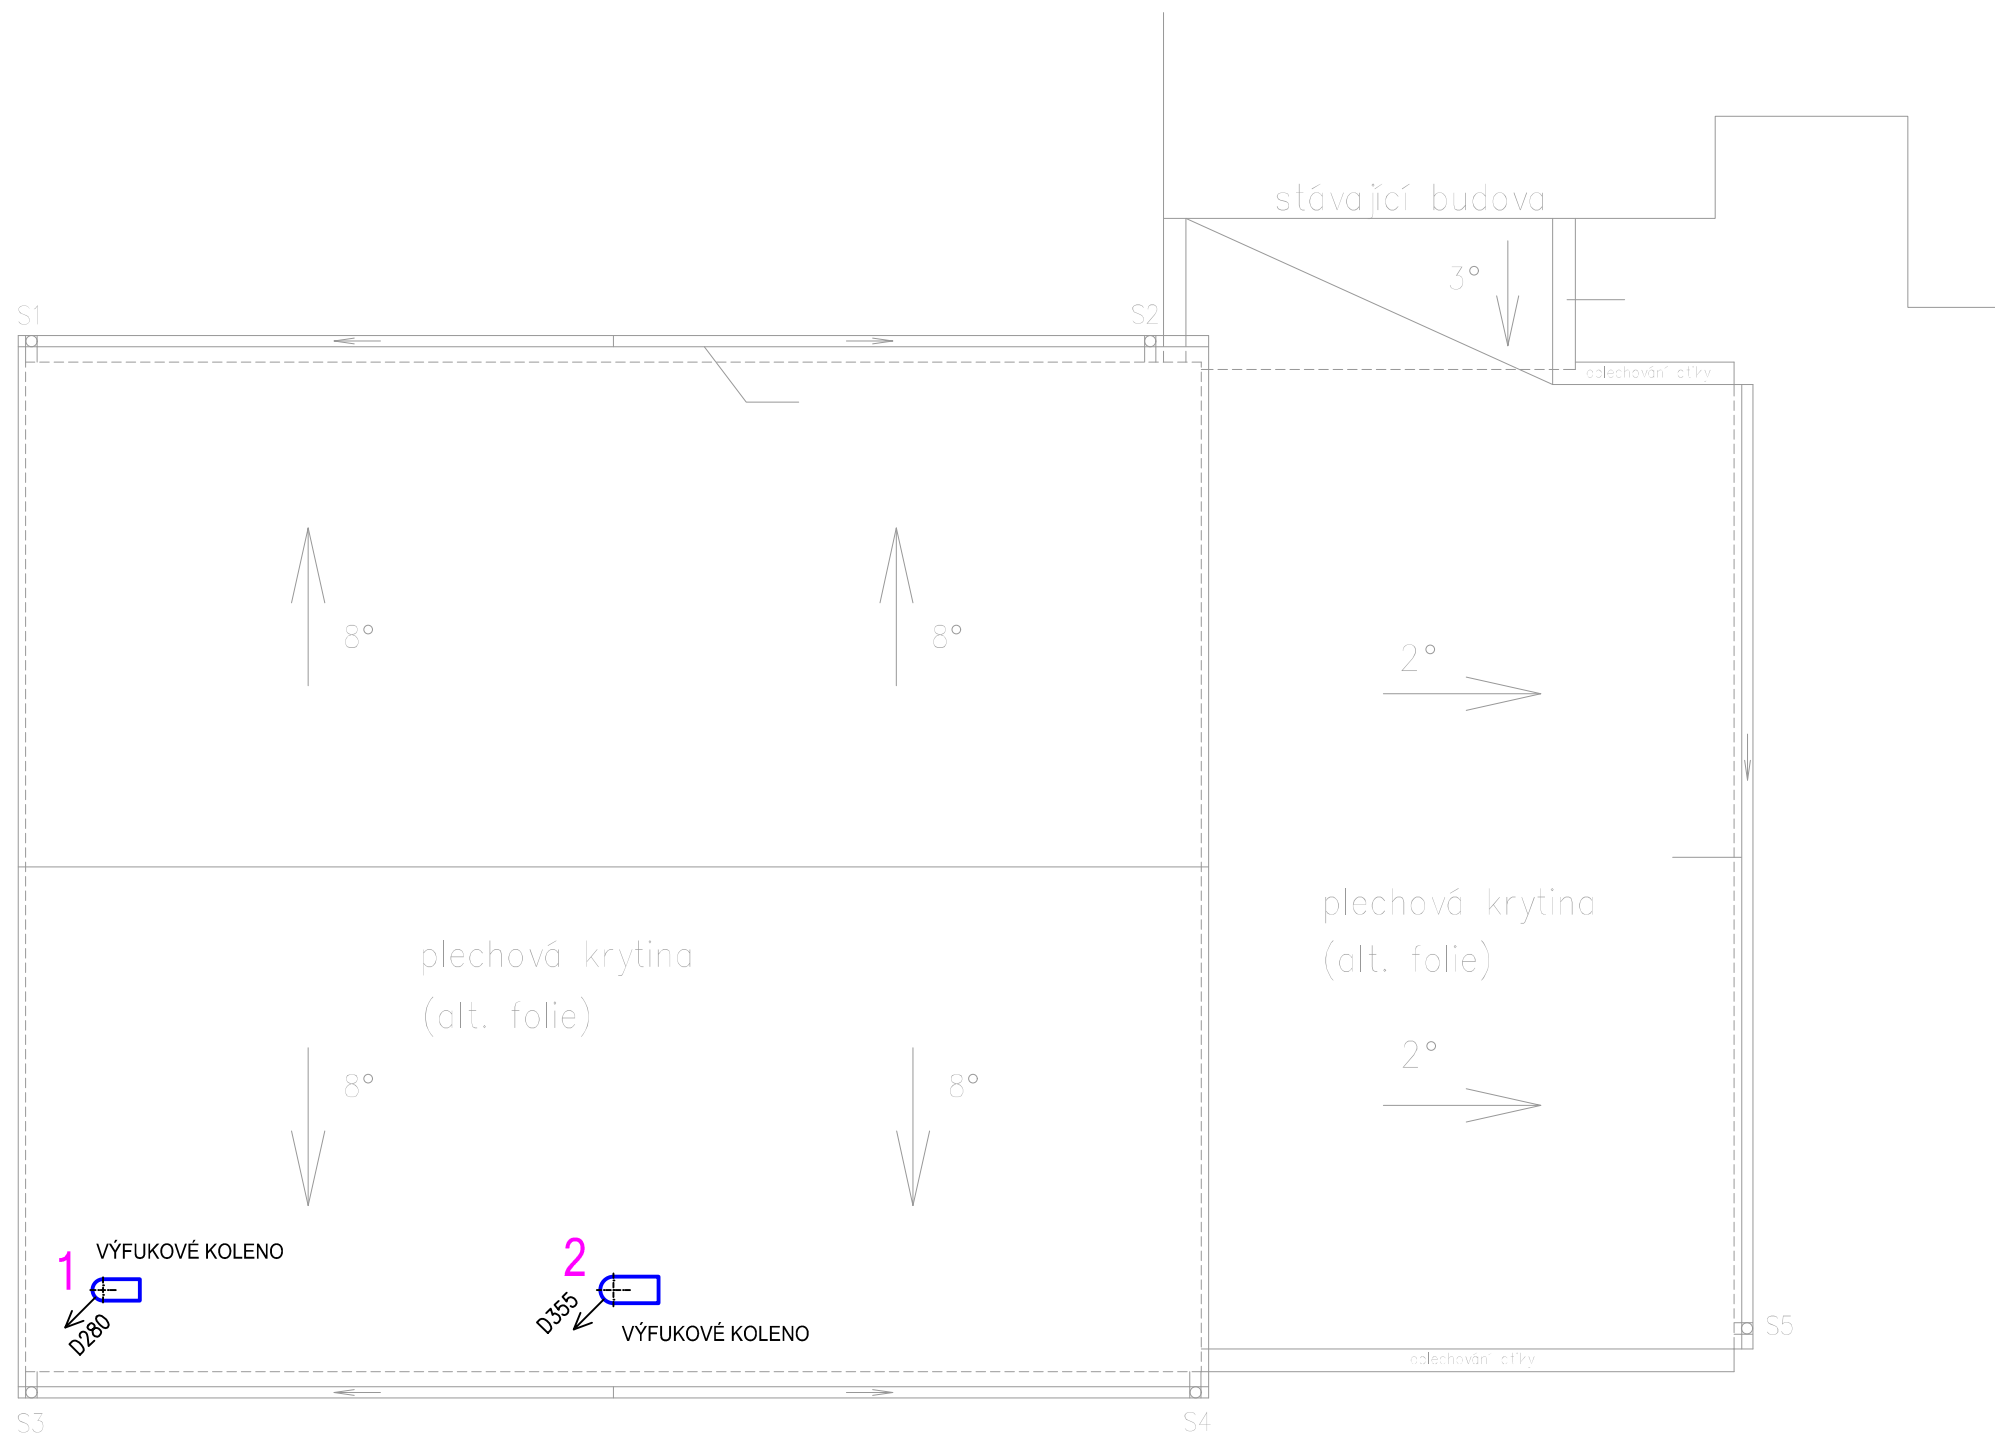 stávající budova
3°
S1
S2
oplechování atiky
8°
8°
2°
plechová krytina
(alt. folie)
plechová krytina
(alt. folie)
2°
8°
8°
1
VÝFUKOVÉ KOLENO
D280
2
D355
VÝFUKOVÉ KOLENO
S5
oplechování atiky
S3
S4